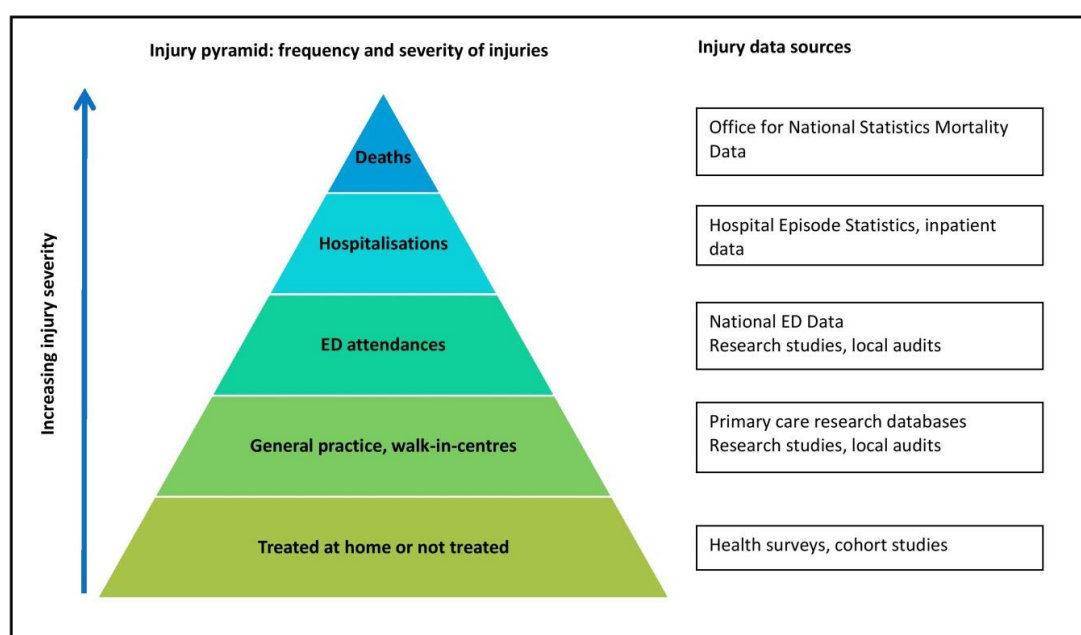 Injury pyramid: frequency and severity of injuries
Injury data sources
Increasing injury severity
Deaths
Office for National Statistics Mortality
Data
Hospitalisations
Hospital Episode Statistics, inpatient
data
ED attendances
National ED Data
Research studies, local audits
General practice, walk-in-centres
Primary care research databases
Research studies, local audits
Treated at home or not treated
Health surveys, cohort studies